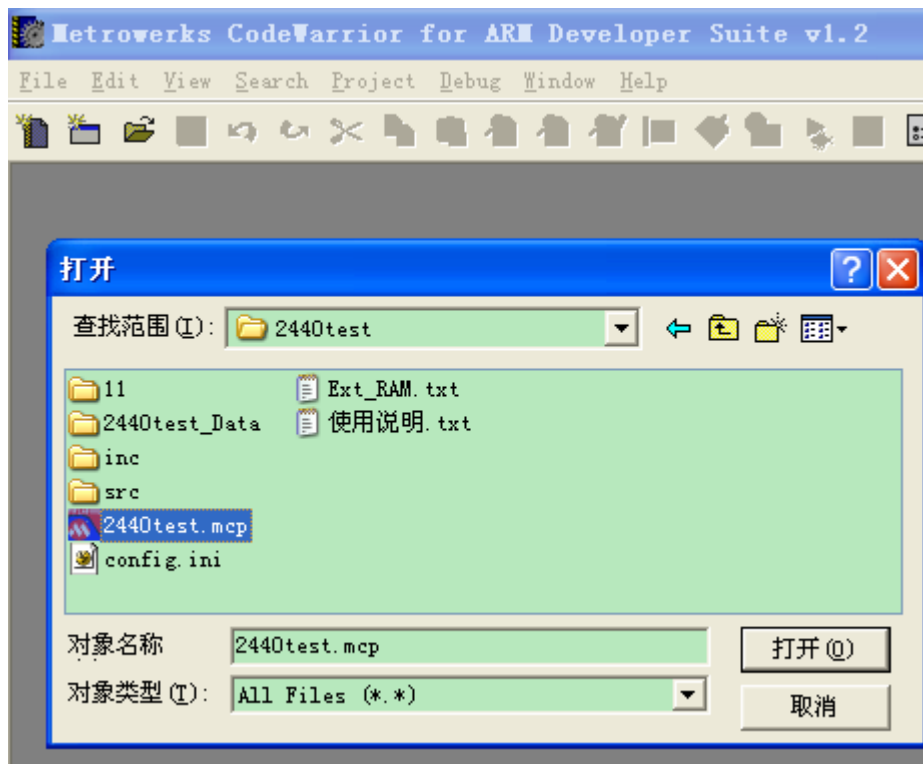 Metrowerks CodeWarrior for ARM Developer Suite v1.2
File Edit View Search Project Debug Window Help
打开
查找范围(I): 2440test
11
2440test_Data
inc
src
2440test.mcp
config.ini
Ext_RAM.txt
使用说明.txt
对象名称 2440test.mcp
打开(O)
对象类型(T): All Files (*.*)
取消